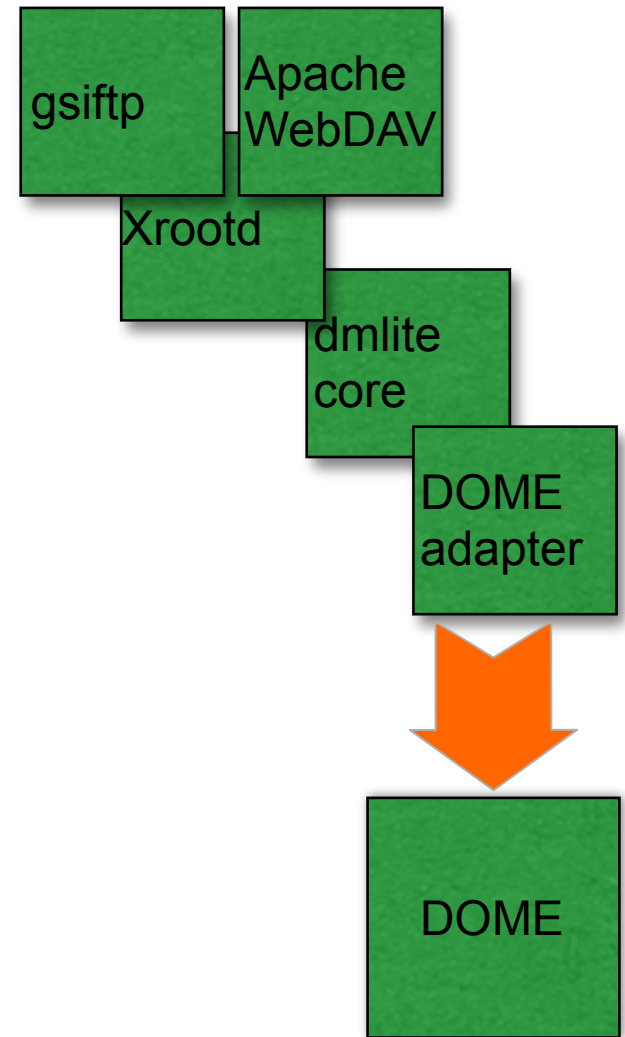 gsiftp
Apache
WebDAV
Xrootd
dmlite
core
DOME
adapter
DOME